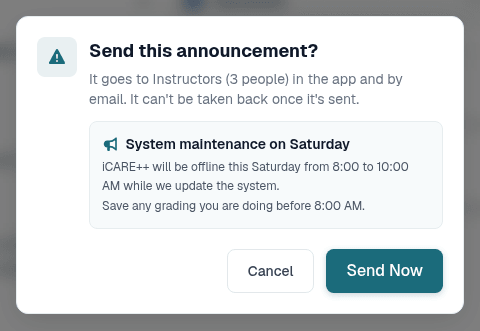 Send this announcement?
It goes to Instructors (3 people) in the app and by
email. It can't be taken back once it's sent.
System maintenance on Saturday
iCARE++ will be offline this Saturday from 8:00 to 10:00
AM while we update the system.
Save any grading you are doing before 8:00 AM.
Cancel
Send Now